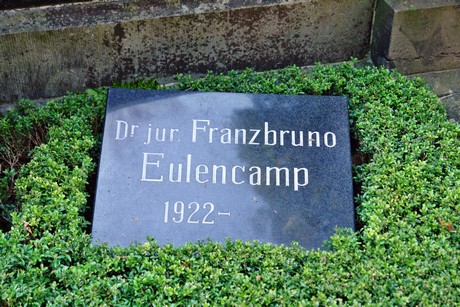 Dr jur. Franzbruno
Eulencamp
1922-